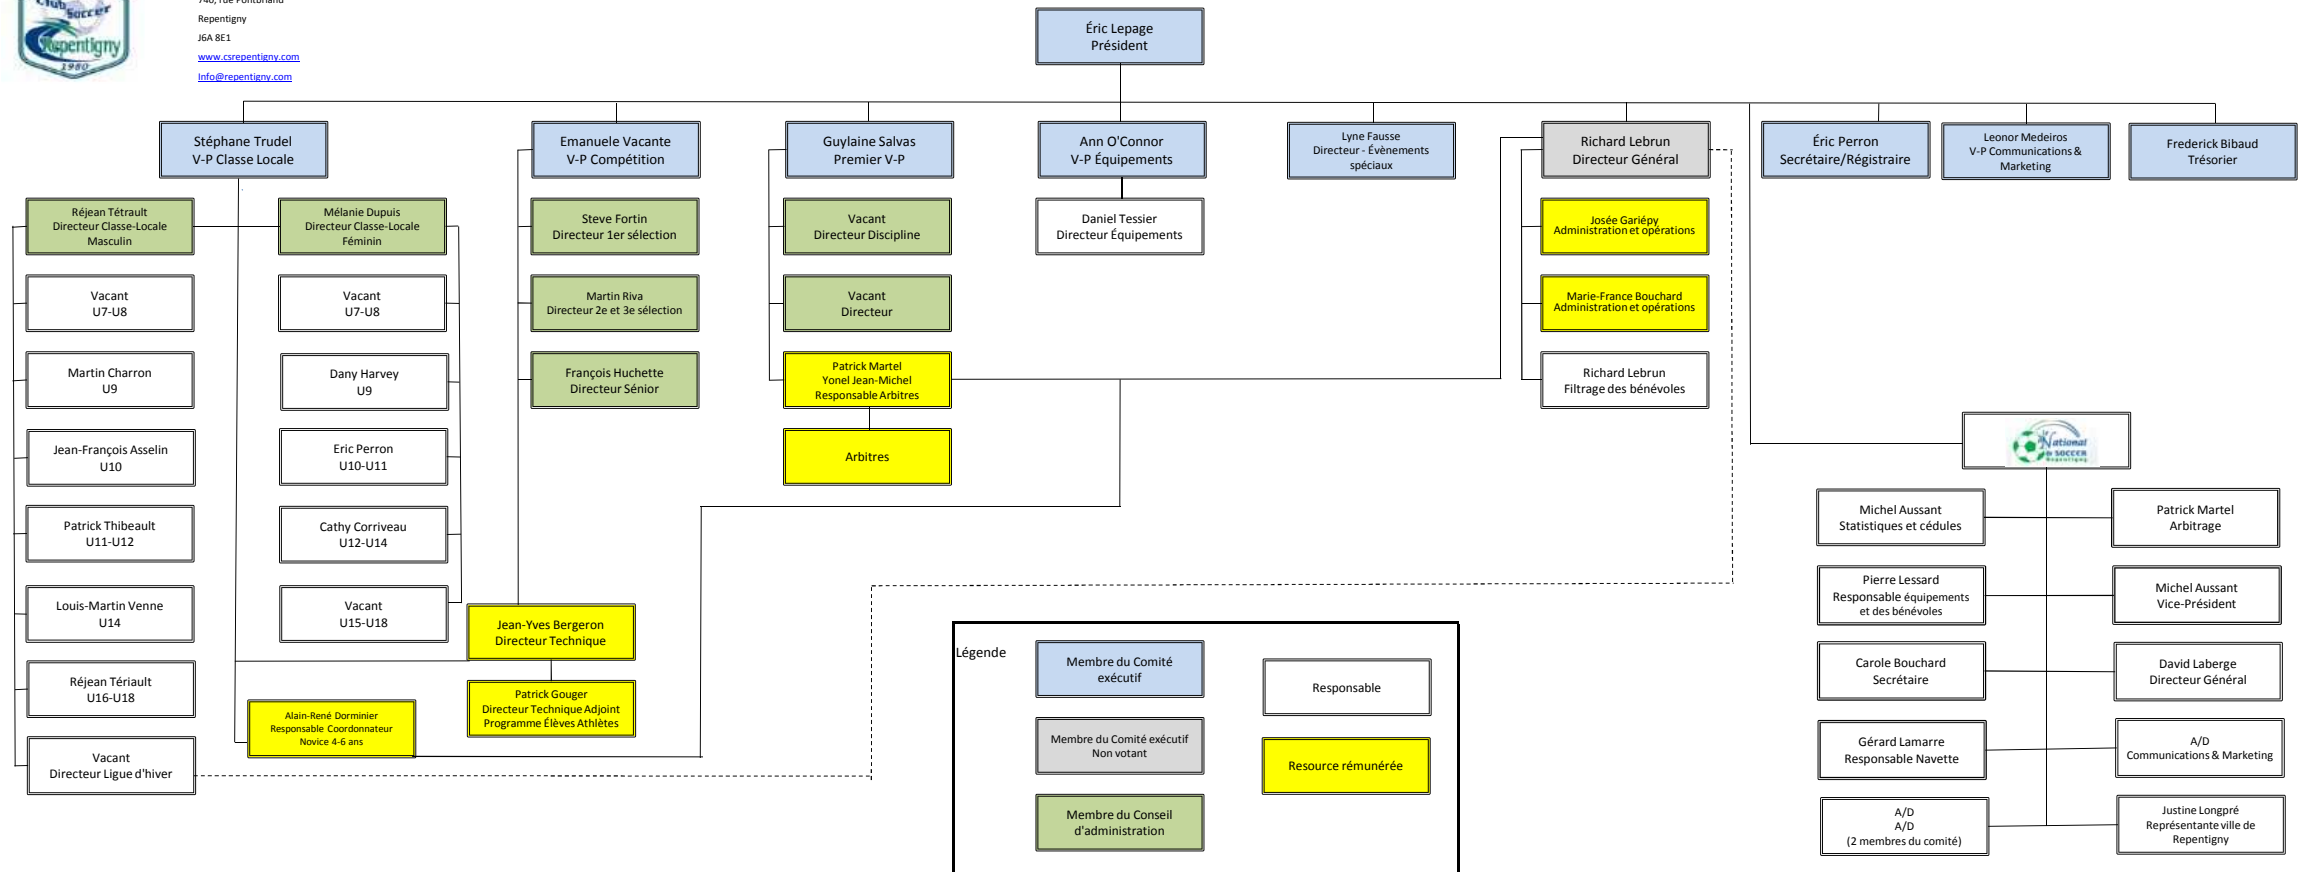 Club
Soccer
Repentigny
1980
740, rue Pontbriand
Repentigny
J6A 8E1
www.csrepentigny.com
Info@repentigny.com
Éric Lepage
Président
Stéphane Trudel
V-P Classe Locale
Emanuele Vacante
V-P Compétition
Guylaine Salvas
Premier V-P
Ann O'Connor
V-P Équipements
Lyne Fausse
Directeur - Évènements
spéciaux
Richard Lebrun
Directeur Général
Éric Perron
Secrétaire/Régistraire
Leonor Medeiros
V-P Communications &
Marketing
Frederick Bibaud
Trésorier
Réjean Tétrault
Directeur Classe-Locale
Masculin
Mélanie Dupuis
Directeur Classe-Locale
Féminin
Steve Fortin
Directeur 1er sélection
Vacant
Directeur Discipline
Daniel Tessier
Directeur Équipements
Josée Gariépy
Administration et opérations
Vacant
U7-U8
Vacant
U7-U8
Martin Riva
Directeur 2e et 3e sélection
Vacant
Directeur
Marie-France Bouchard
Administration et opérations
Martin Charron
U9
Dany Harvey
U9
François Huchette
Directeur Sénior
Patrick Martel
Yonel Jean-Michel
Responsable Arbitres
Richard Lebrun
Filtrage des bénévoles
Jean-François Asselin
U10
Eric Perron
U10-U11
Arbitres
le National
de SOCCER
Repentigny
Patrick Thibeault
U11-U12
Cathy Corriveau
U12-U14
Michel Aussant
Statistiques et cédules
Patrick Martel
Arbitrage
Louis-Martin Venne
U14
Vacant
U15-U18
Jean-Yves Bergeron
Directeur Technique
Pierre Lessard
Responsable équipements
et des bénévoles
Michel Aussant
Vice-Président
Réjean Tériault
U16-U18
Alain-René Dorminier
Responsable Coordonnateur
Novice 4-6 ans
Patrick Gouger
Directeur Technique Adjoint
Programme Élèves Athlètes
Carole Bouchard
Secrétaire
David Laberge
Directeur Général
Vacant
Directeur Ligue d'hiver
Gérard Lamarre
Responsable Navette
A/D
Communications & Marketing
A/D
A/D
(2 membres du comité)
Justine Longpré
Représentante ville de
Repentigny
Légende
Membre du Comité
exécutif
Responsable
Membre du Comité exécutif
Non votant
Resource rémunérée
Membre du Conseil
d'administration